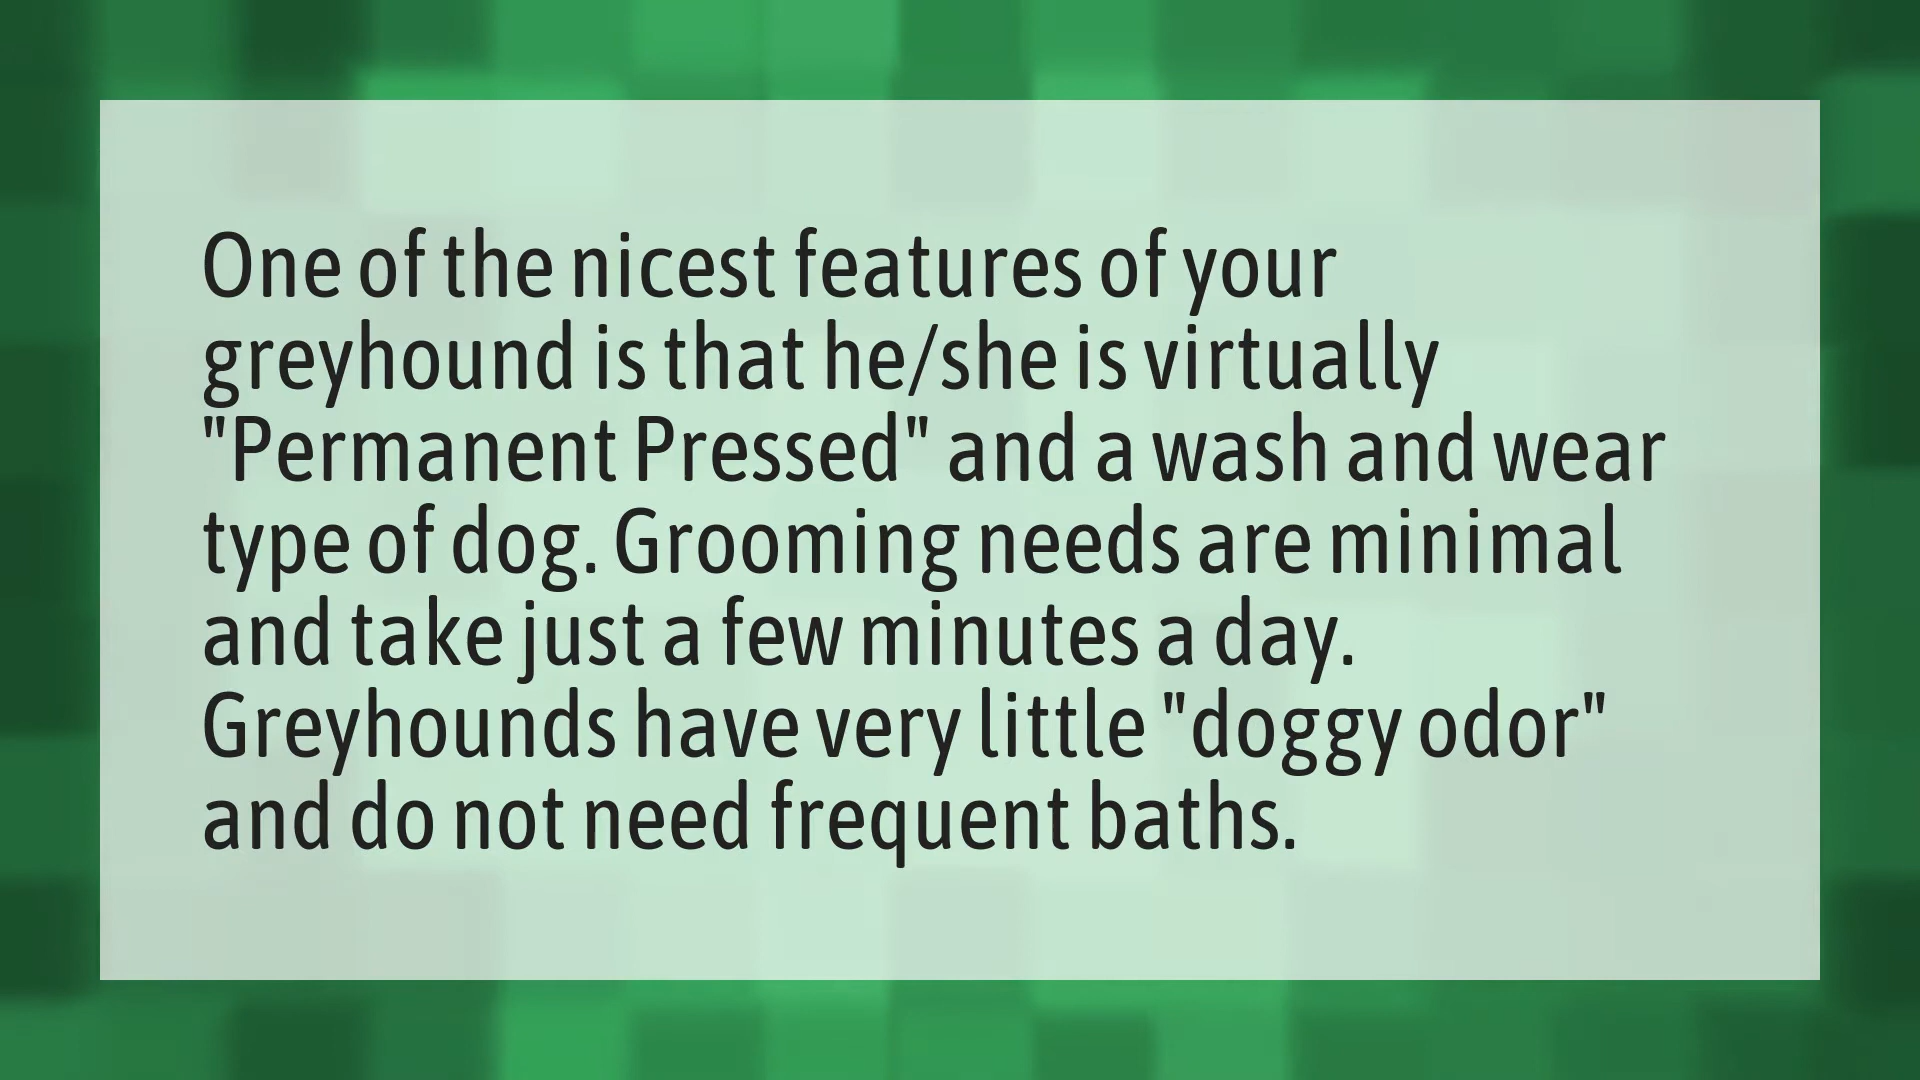 One of the nicest features of your
greyhound is that he/she is virtually
"Permanent Pressed" and a wash and wear
type of dog. Grooming needs are minimal
and take just a few minutes a day.
Greyhounds have very little "doggy odor"
and do not need frequent baths.